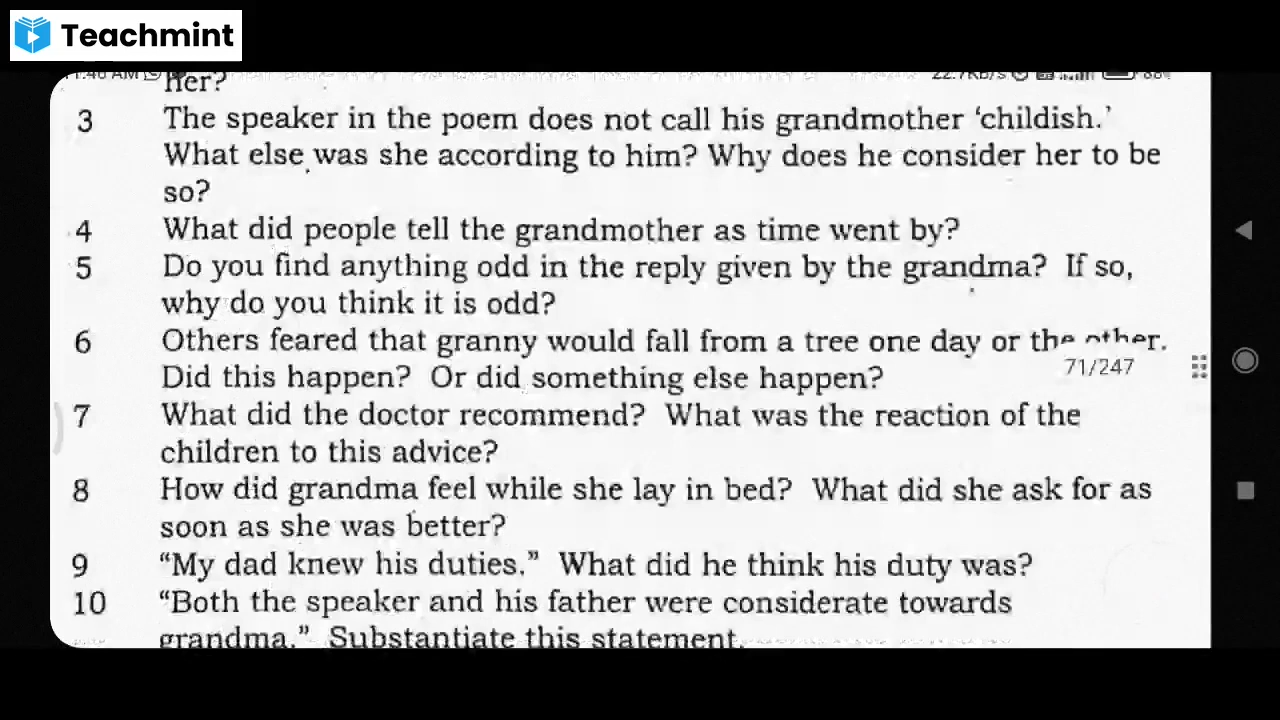 Teachmint
her?
3 The speaker in the poem does not call his grandmother ‘childish.’
What else was she according to him? Why does he consider her to be
so?
4 What did people tell the grandmother as time went by?
5 Do you find anything odd in the reply given by the grandma? If so,
why do you think it is odd?
6 Others feared that granny would fall from a tree one day or the other.
71/247
Did this happen? Or did something else happen?
7 What did the doctor recommend? What was the reaction of the
children to this advice?
8 How did grandma feel while she lay in bed? What did she ask for as
soon as she was better?
9 “My dad knew his duties.” What did he think his duty was?
10 “Both the speaker and his father were considerate towards
grandma.” Substantiate this statement.